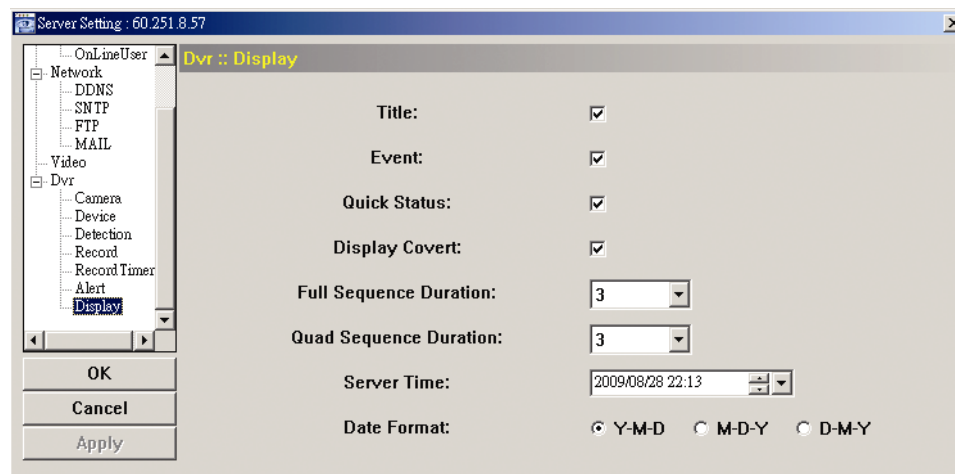 Server Setting : 60.251.8.57
OnLineUser
Network
DDNS
SNTP
FTP
MAIL
Video
Dvr
Camera
Device
Detection
Record
Record Timer
Alert
Display
OK
Cancel
Apply
Dvr :: Display
Title:
Event:
Quick Status:
Display Covert:
Full Sequence Duration: 3
Quad Sequence Duration: 3
Server Time: 2009/08/28 22:13
Date Format: Y-M-D M-D-Y D-M-Y